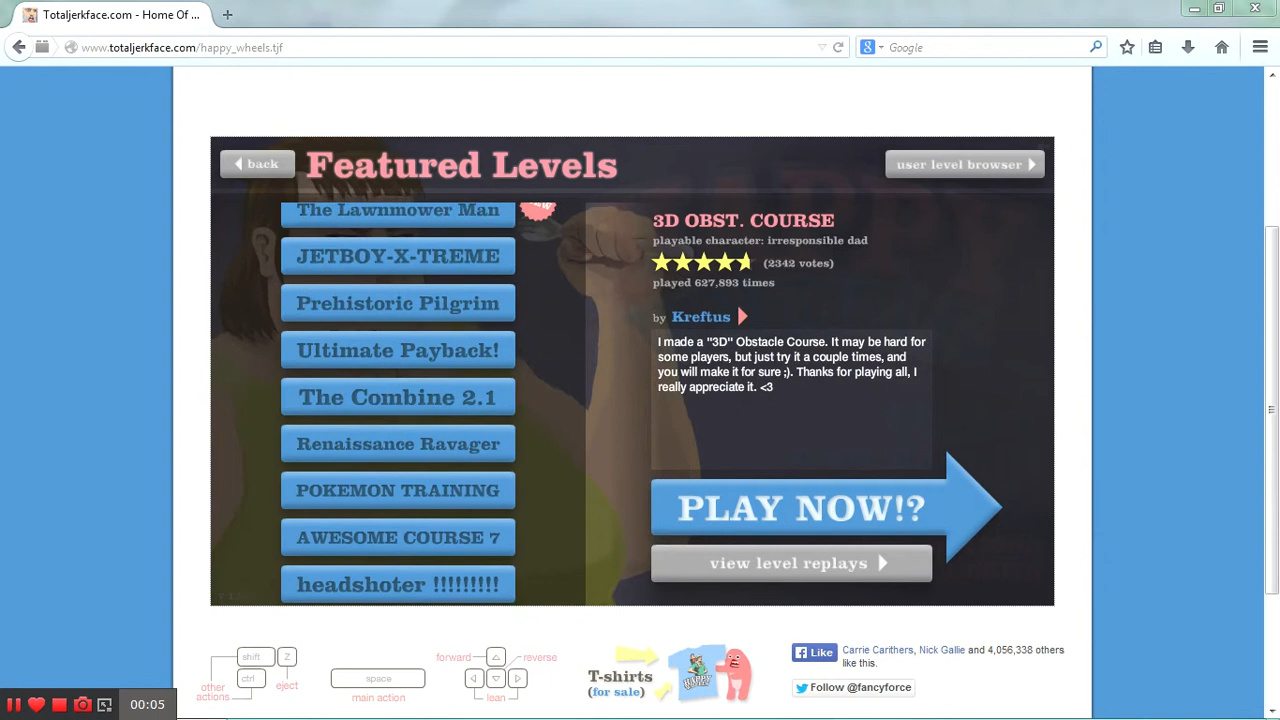 Totaljerkface.com - Home Of ...
www.totaljerkface.com/happy_wheels.tjf
Google
back
Featured Levels
user level browser
The Lawnmower Man
JETBOY-X-TREME
Prehistoric Pilgrim
Ultimate Payback!
The Combine 2.1
Renaissance Ravager
POKEMON TRAINING
AWESOME COURSE 7
headshoter !!!!!!!!!
3D OBST. COURSE
playable character: irresponsible dad
(2342 votes)
played 627,893 times
by Kreftus
I made a "3D" Obstacle Course. It may be hard for
some players, but just try it a couple times, and
you will make it for sure ;). Thanks for playing all, I
really appreciate it. <3
PLAY NOW!?
view level replays
shift
Z
ctrl
other
actions
eject
space
main action
forward
reverse
lean
T-shirts
(for sale)
Like
Carrie Carithers, Nick Gallie and 4,056,338 others
like this.
Follow @fancyforce
00:05